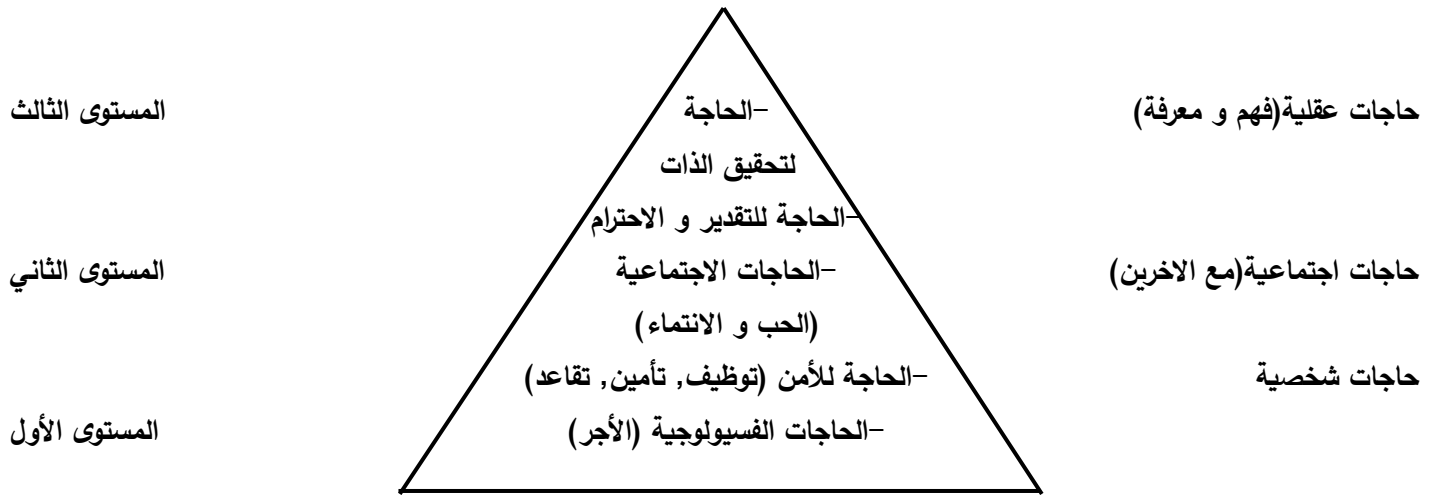 حاجات عقلية(فهم و معرفة) -الحاجة المستوى الثالث
لتحقيق الذات
-الحاجة للتقدير و الاحترام
حاجات اجتماعية(مع الاخرين) -الحاجات الاجتماعية المستوى الثاني
(الحب و الانتماء)
حاجات شخصية -الحاجة للأمن (توظيف, تأمين, تقاعد)
-الحاجات الفسيولوجية (الأجر) المستوى الأول